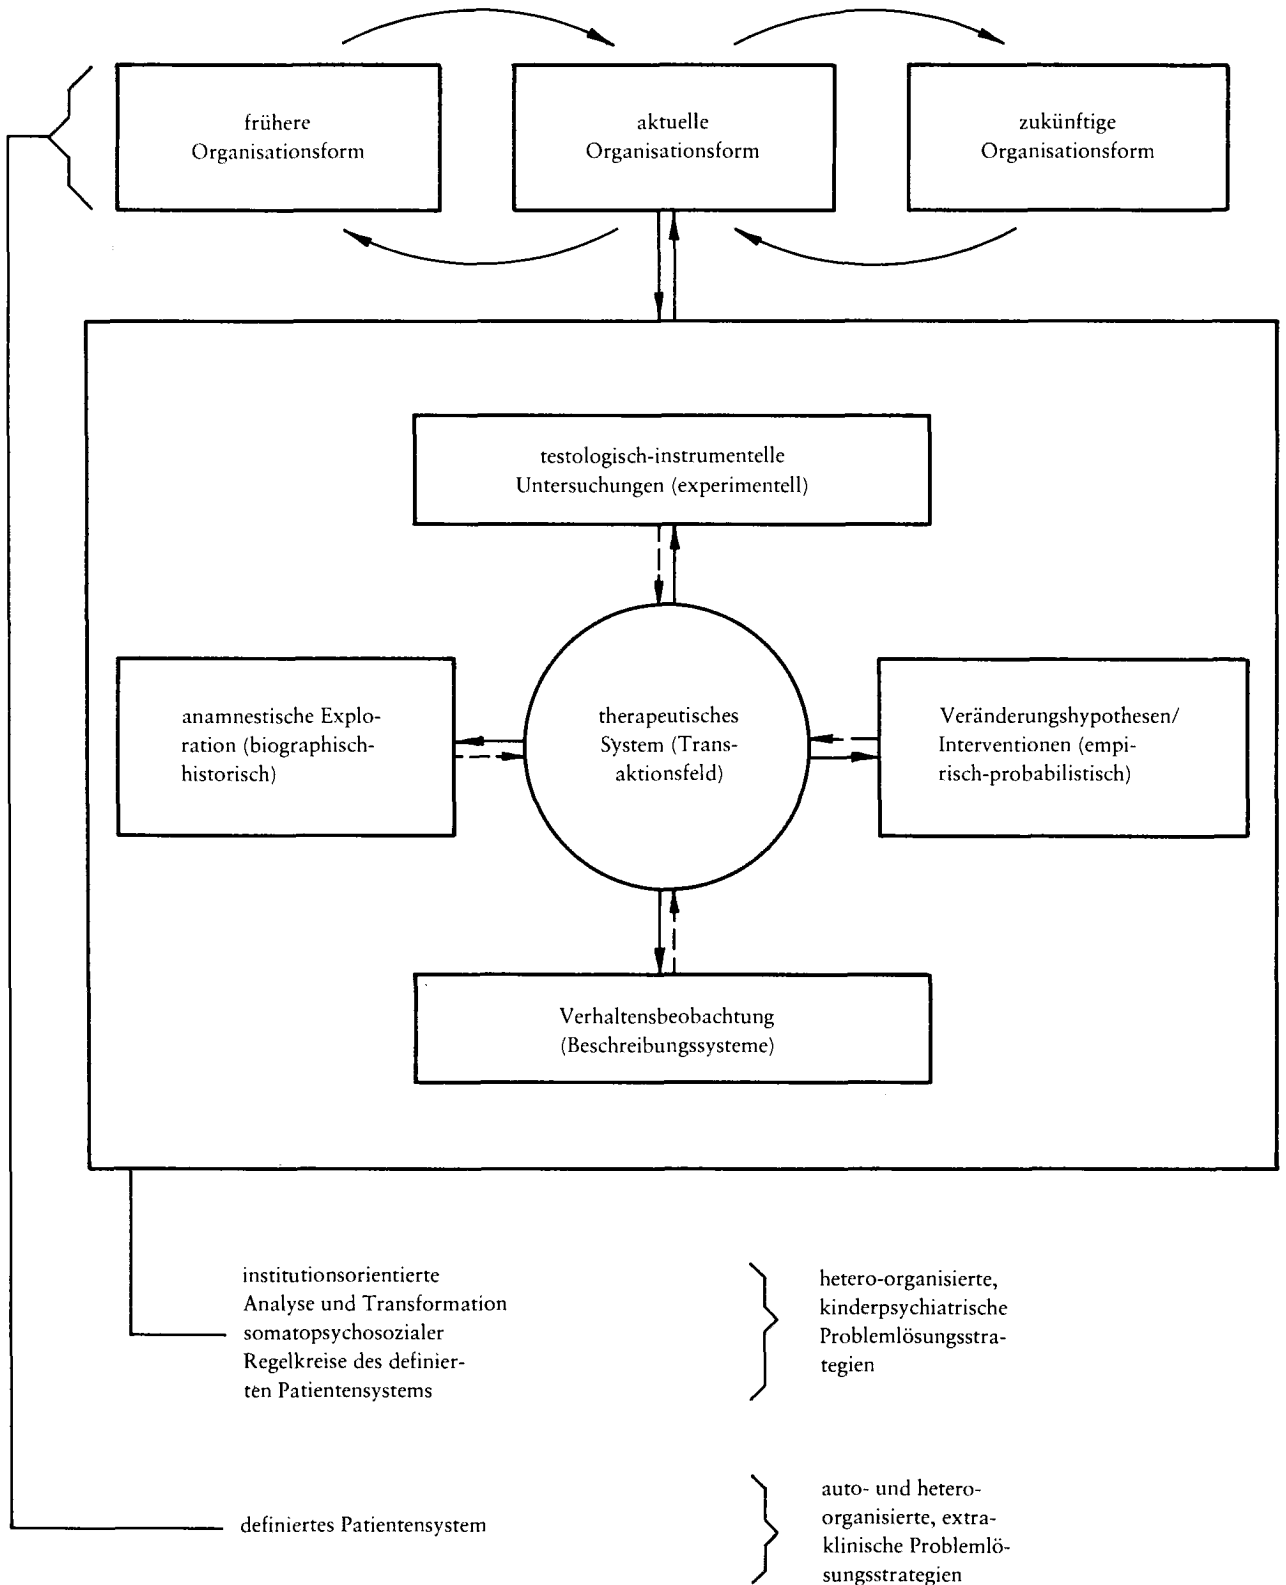 frühere
Organisationsform
aktuelle
Organisationsform
zukünftige
Organisationsform
testologisch-instrumentelle
Untersuchungen (experimentell)
anamnestische Explo-
ration (biographisch-
historisch)
therapeutisches
System (Trans-
aktionsfeld)
Veränderungshypothesen/
Interventionen (empi-
risch-probabilistisch)
Verhaltensbeobachtung
(Beschreibungssysteme)
institutionsorientierte
Analyse und Transformation
somatopsychosozialer
Regelkreise des definier-
ten Patientensystems
hetero-organisierte,
kinderpsychiatrische
Problemlösungsstra-
tegien
definiertes Patientensystem
auto- und hetero-
organisierte, extra-
klinische Problemlö-
sungsstrategien